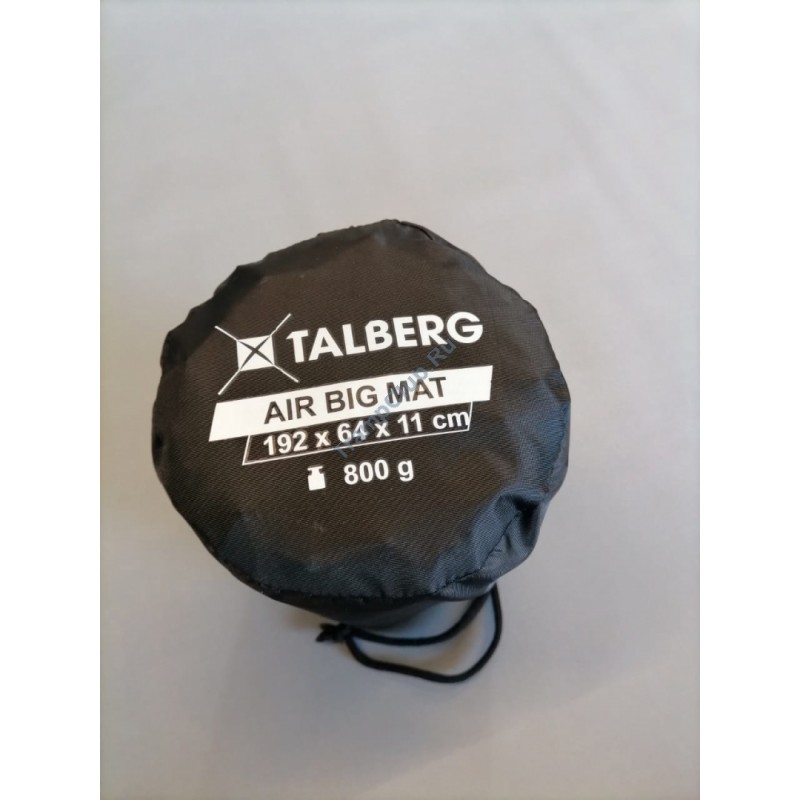 TALBERG
AIR BIG MAT
192 x 64 x 11 cm
800 g